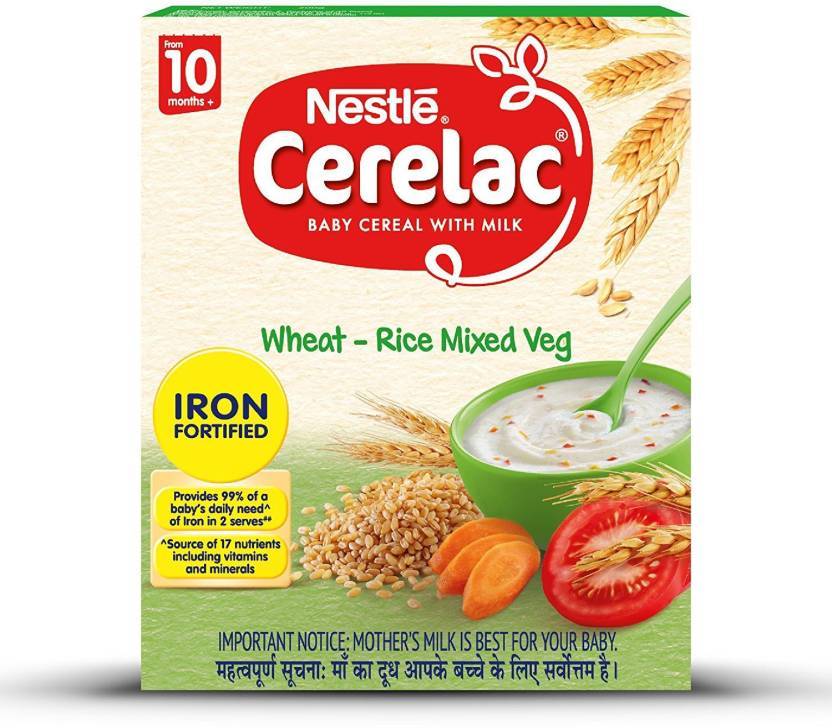 From
10
months +
Nestlé®
Cerelac®
BABY CEREAL WITH MILK
Wheat - Rice Mixed Veg
IRON
FORTIFIED
Provides 99% of a
baby's daily need^
of Iron in 2 serves##
^Source of 17 nutrients
including vitamins
and minerals
IMPORTANT NOTICE: MOTHER'S MILK IS BEST FOR YOUR BABY.
महत्वपूर्ण सूचना: माँ का दूध आपके बच्चे के लिए सर्वोत्तम है।